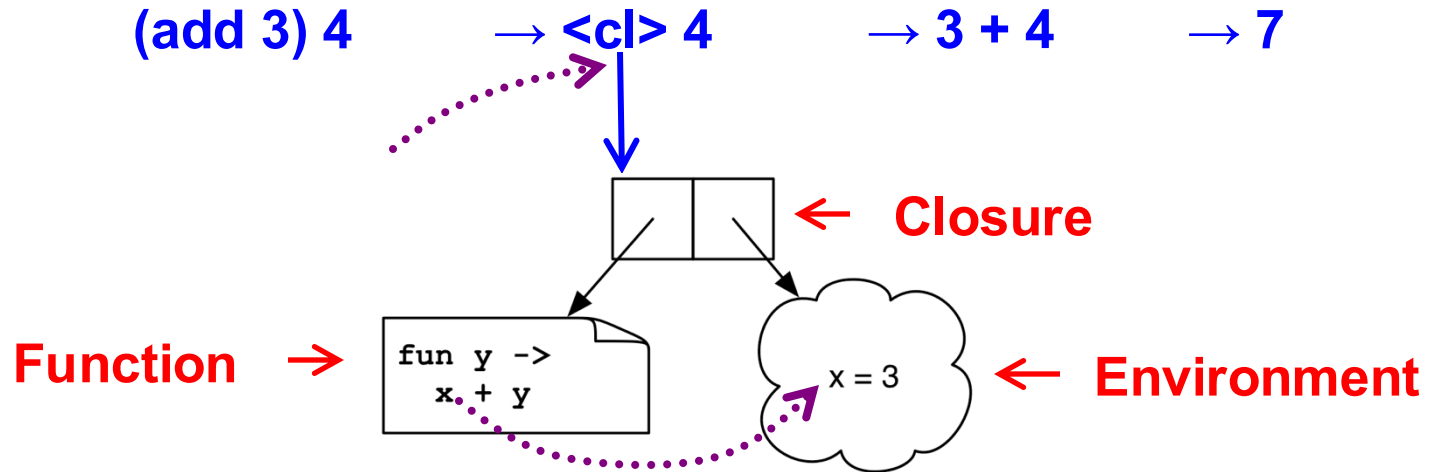 (add 3) 4 → <cl> 4 → 3 + 4 → 7
Closure
Function
fun y ->
x + y
x = 3
Environment